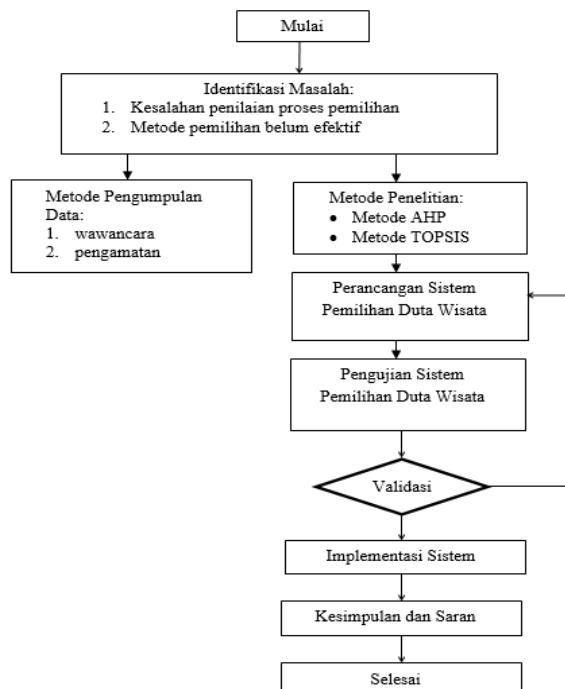 Mulai
Identifikasi Masalah:
1. Kesalahan penilaian proses pemilihan
2. Metode pemilihan belum efektif
Metode Pengumpulan
Data:
1. wawancara
2. pengamatan
Metode Penelitian:
• Metode AHP
• Metode TOPSIS
Perancangan Sistem
Pemilihan Duta Wisata
Pengujian Sistem
Pemilihan Duta Wisata
Validasi
Implementasi Sistem
Kesimpulan dan Saran
Selesai